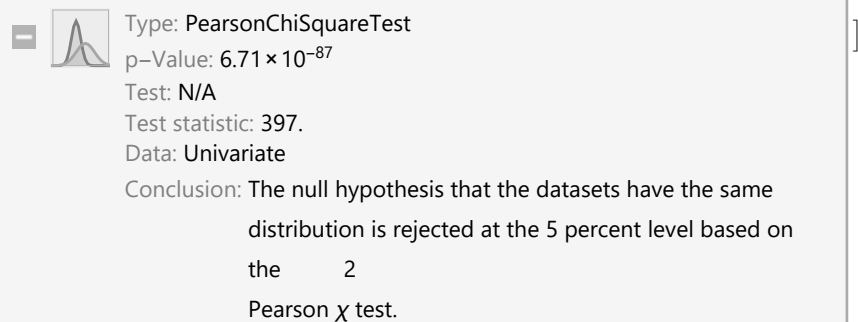 Type: PearsonChiSquareTest
p–Value: 6.71×10⁻⁸⁷
Test: N/A
Test statistic: 397.
Data: Univariate
Conclusion: The null hypothesis that the datasets have the same
distribution is rejected at the 5 percent level based on
the 2
Pearson χ test.
]